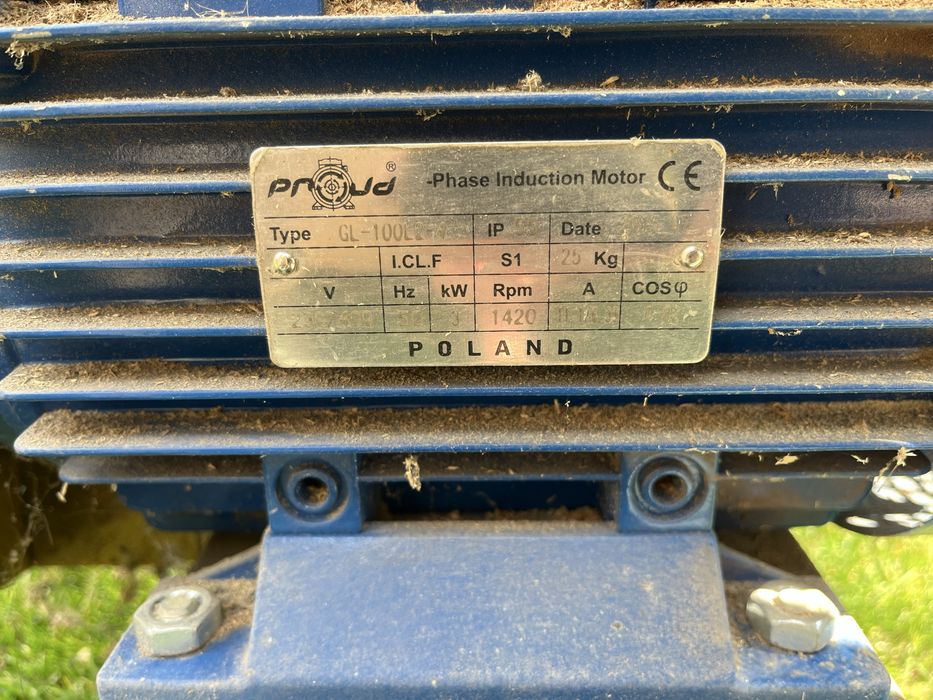 PROUD ® -Phase Induction Motor CE
Type IP Date
I.CL.F S1 25 Kg
V Hz kW Rpm A COSφ
3 1420
POLAND